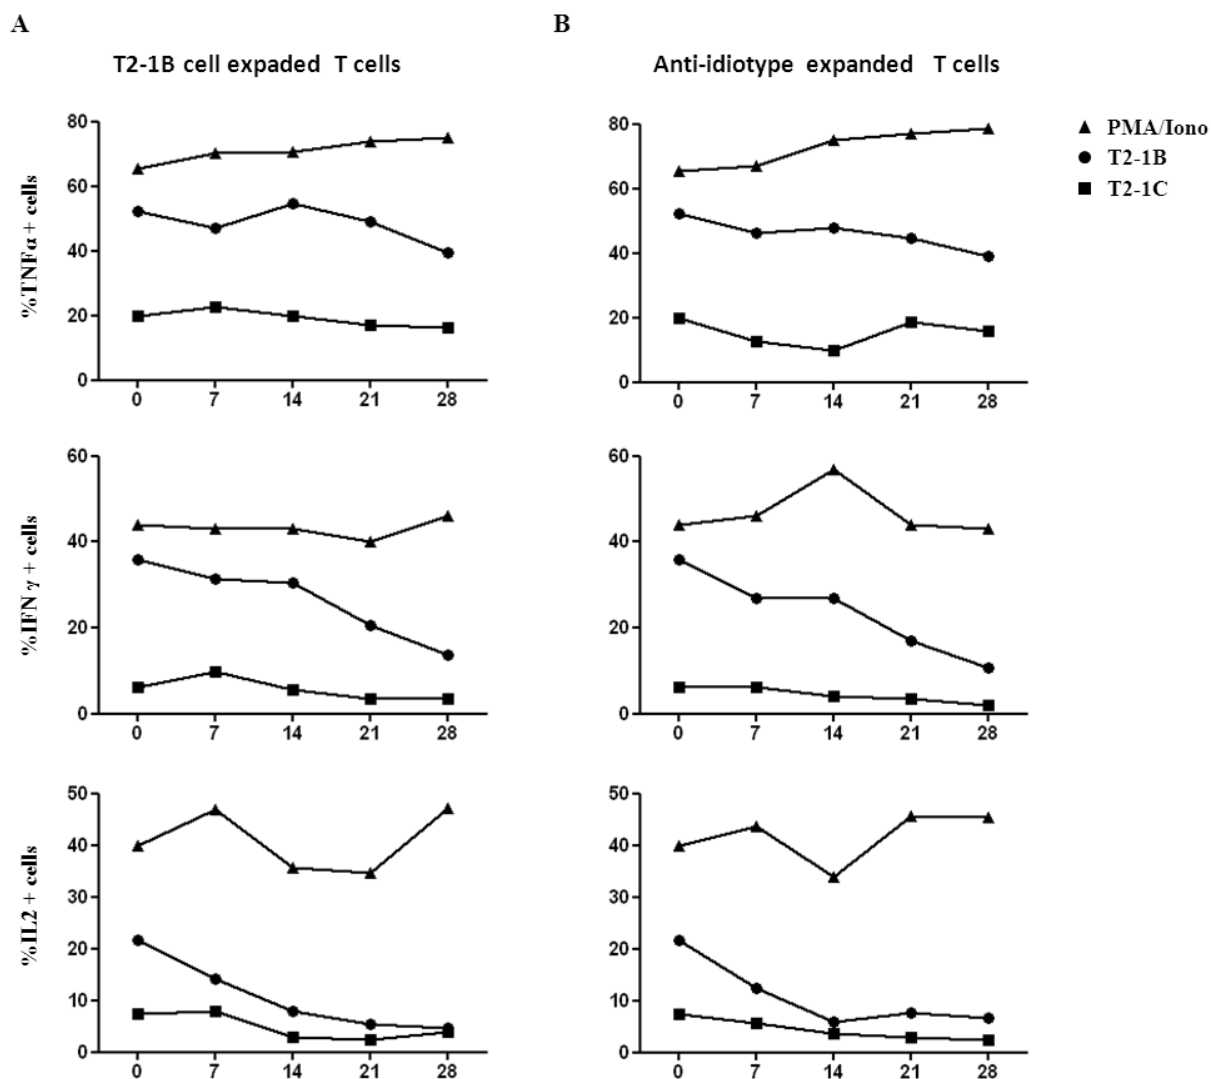 A
B
T2-1B cell expaded T cells
Anti-idiotype expanded T cells
PMA/Iono
T2-1B
T2-1C
%TNFα + cells
80
60
40
20
0
0 7 14 21 28
80
60
40
20
0
0 7 14 21 28
%IFN γ + cells
60
40
20
0
0 7 14 21 28
60
40
20
0
0 7 14 21 28
%IL2 + cells
50
40
30
20
10
0
0 7 14 21 28
50
40
30
20
10
0
0 7 14 21 28